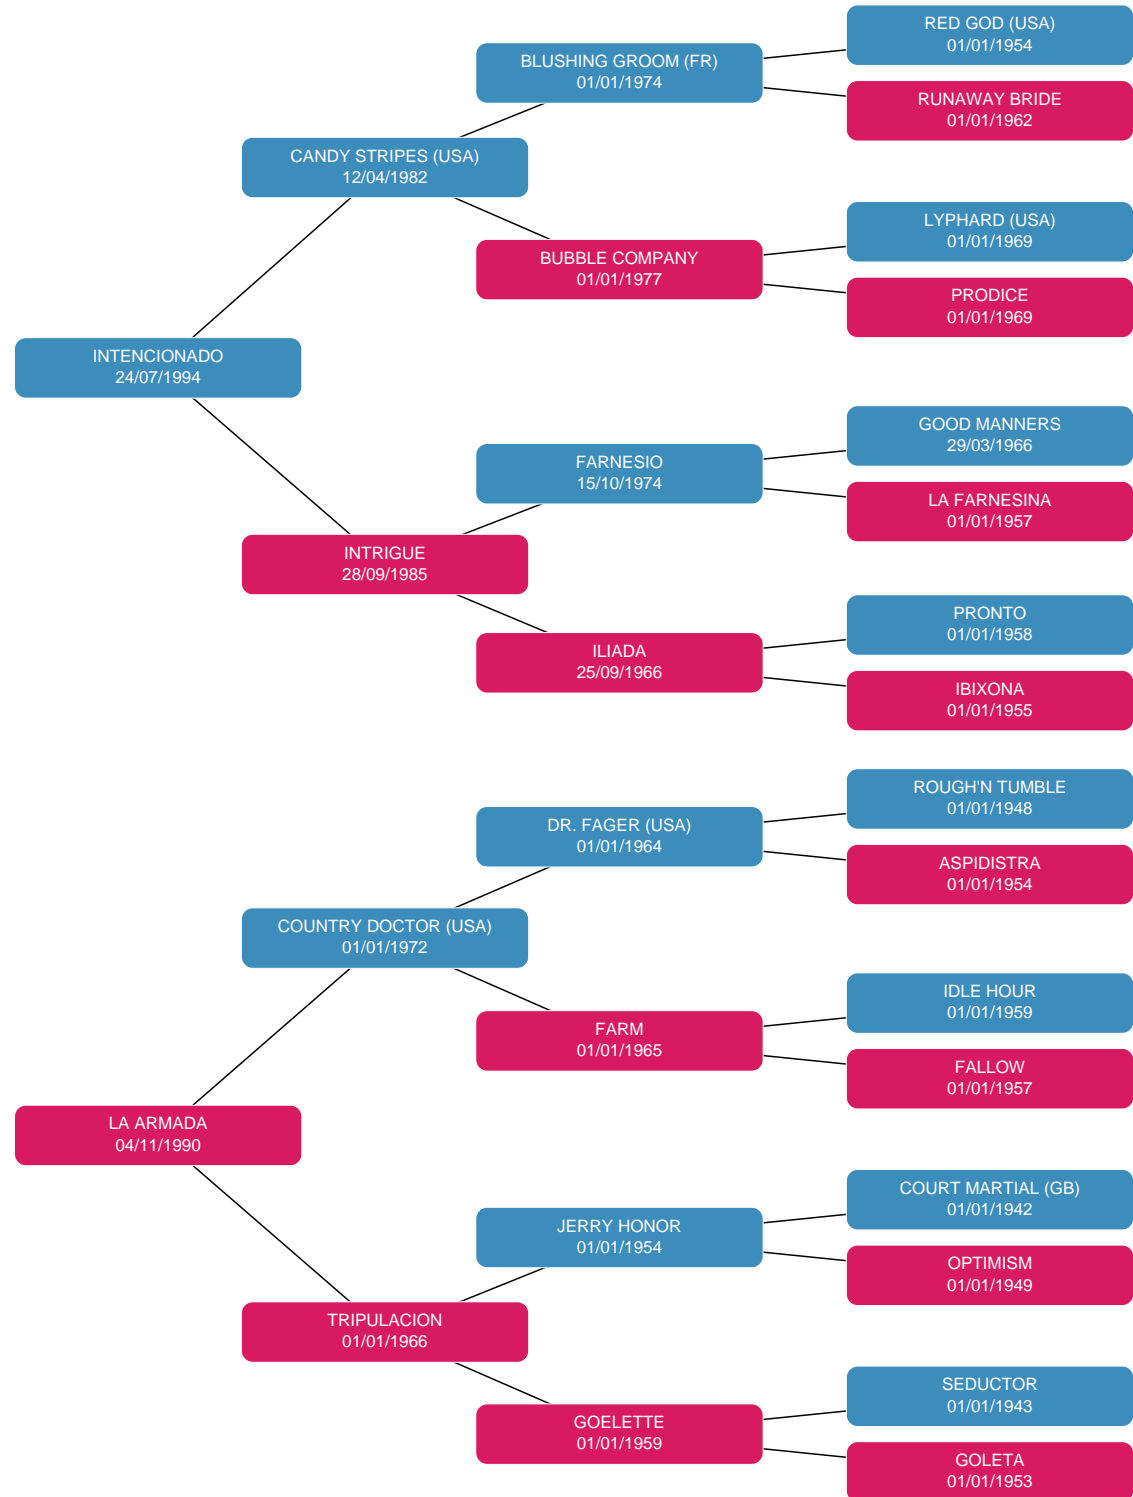 RED GOD (USA)
01/01/1954
BLUSHING GROOM (FR)
01/01/1974
RUNAWAY BRIDE
01/01/1962
CANDY STRIPES (USA)
12/04/1982
LYPHARD (USA)
01/01/1969
BUBBLE COMPANY
01/01/1977
PRODICE
01/01/1969
INTENCIONADO
24/07/1994
GOOD MANNERS
29/03/1966
FARNESIO
15/10/1974
LA FARNESINA
01/01/1957
INTRIGUE
28/09/1985
PRONTO
01/01/1958
ILIADA
25/09/1966
IBIXONA
01/01/1955
ROUGH'N TUMBLE
01/01/1948
DR. FAGER (USA)
01/01/1964
ASPIDISTRA
01/01/1954
COUNTRY DOCTOR (USA)
01/01/1972
IDLE HOUR
01/01/1959
FARM
01/01/1965
FALLOW
01/01/1957
LA ARMADA
04/11/1990
COURT MARTIAL (GB)
01/01/1942
JERRY HONOR
01/01/1954
OPTIMISM
01/01/1949
TRIPULACION
01/01/1966
SEDUCTOR
01/01/1943
GOELETTE
01/01/1959
GOLETA
01/01/1953